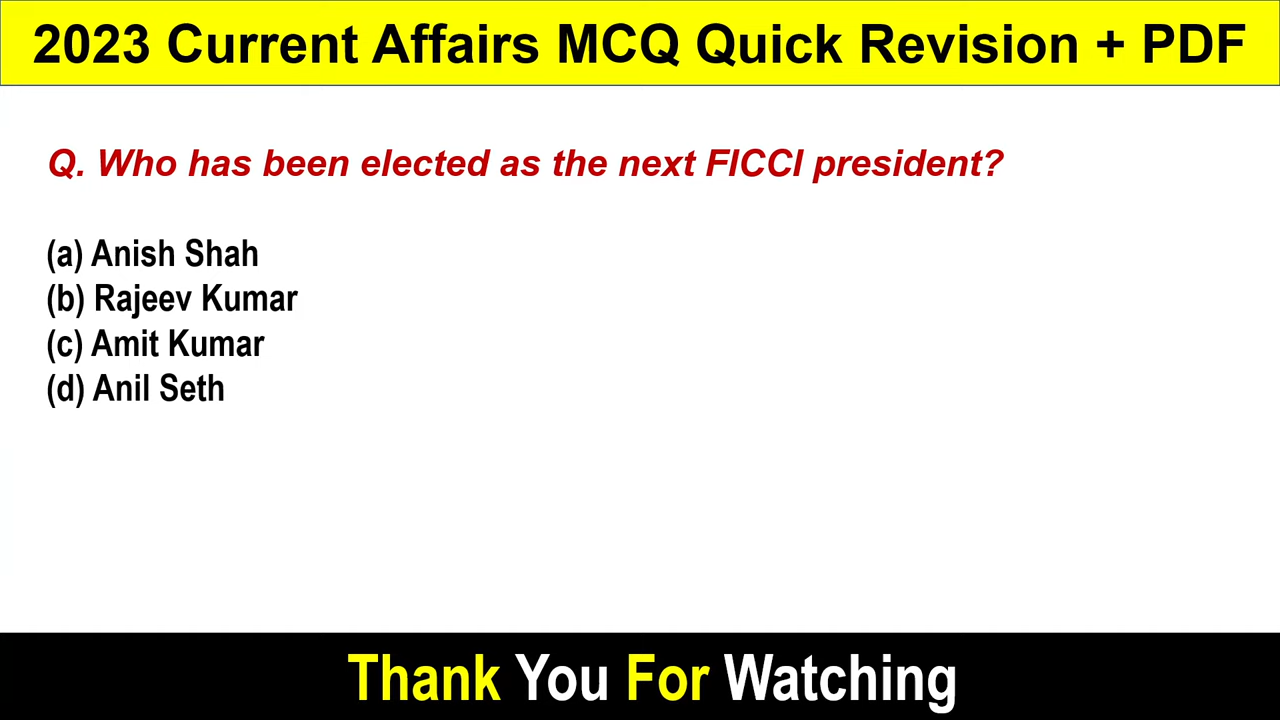 2023 Current Affairs MCQ Quick Revision + PDF
Q. Who has been elected as the next FICCI president?
(a) Anish Shah
(b) Rajeev Kumar
(c) Amit Kumar
(d) Anil Seth
Thank You For Watching